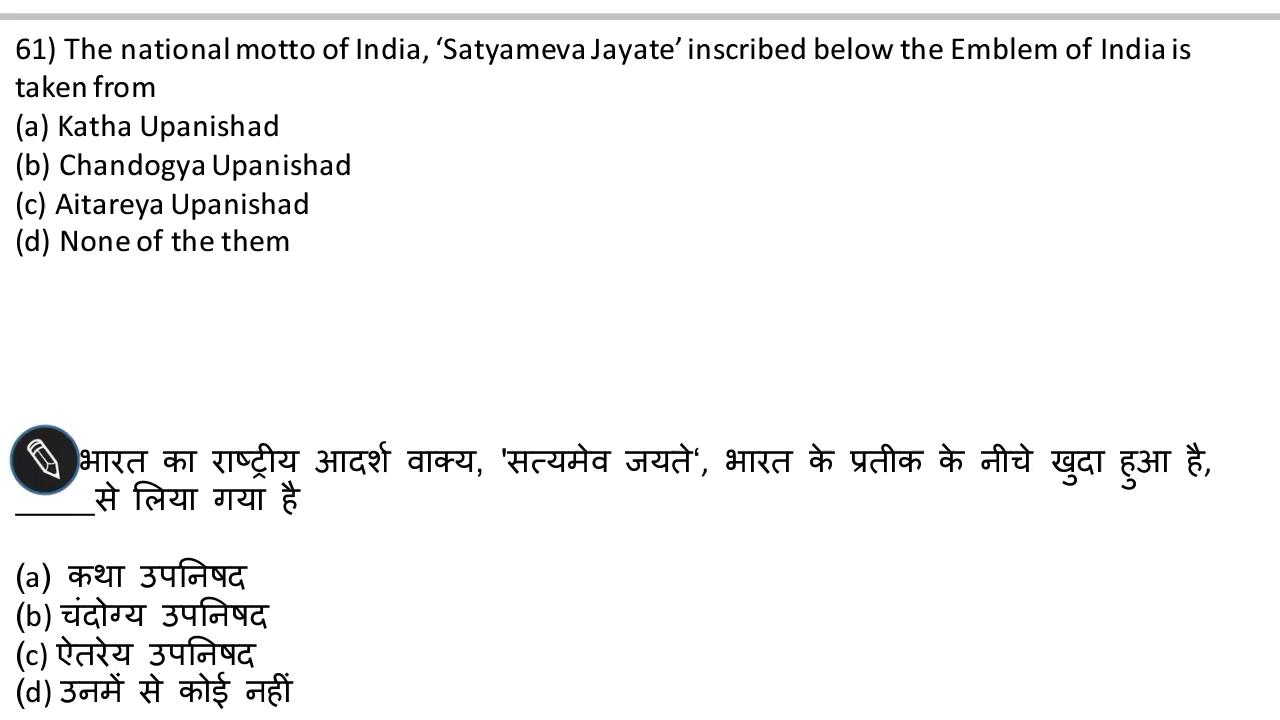 61) The national motto of India, ‘Satyameva Jayate’ inscribed below the Emblem of India is
taken from
(a) Katha Upanishad
(b) Chandogya Upanishad
(c) Aitareya Upanishad
(d) None of the them
भारत का राष्ट्रीय आदर्श वाक्य, 'सत्यमेव जयते‘, भारत के प्रतीक के नीचे खुदा हुआ है,
_____से लिया गया है
(a) कथा उपनिषद
(b) चंदोग्य उपनिषद
(c) ऐतरेय उपनिषद
(d) उनमें से कोई नहीं